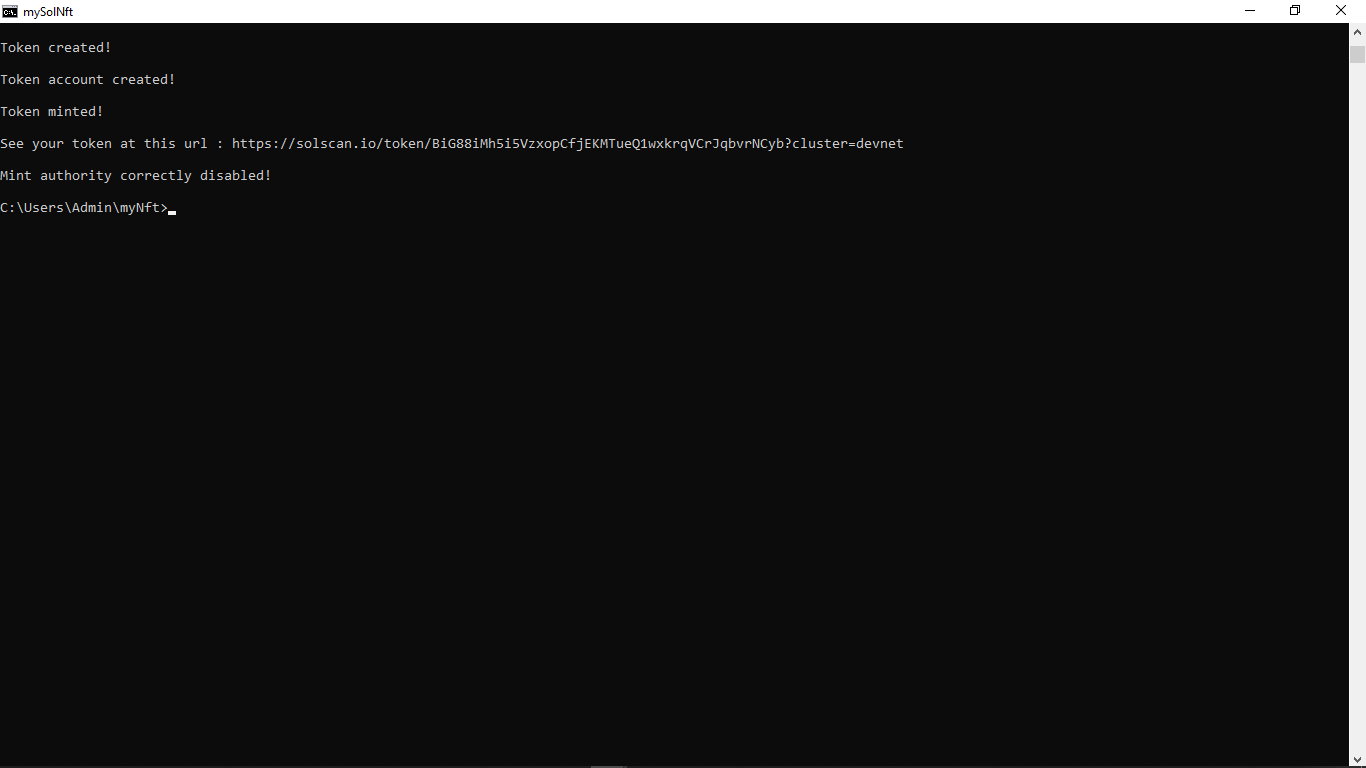 mySolNft
Token created!
Token account created!
Token minted!
See your token at this url : https://solscan.io/token/BiG88iMh5i5VzxopCfjEKMTueQ1wxkrqVCrJqbvrNCyb?cluster=devnet
Mint authority correctly disabled!
C:\Users\Admin\myNft>